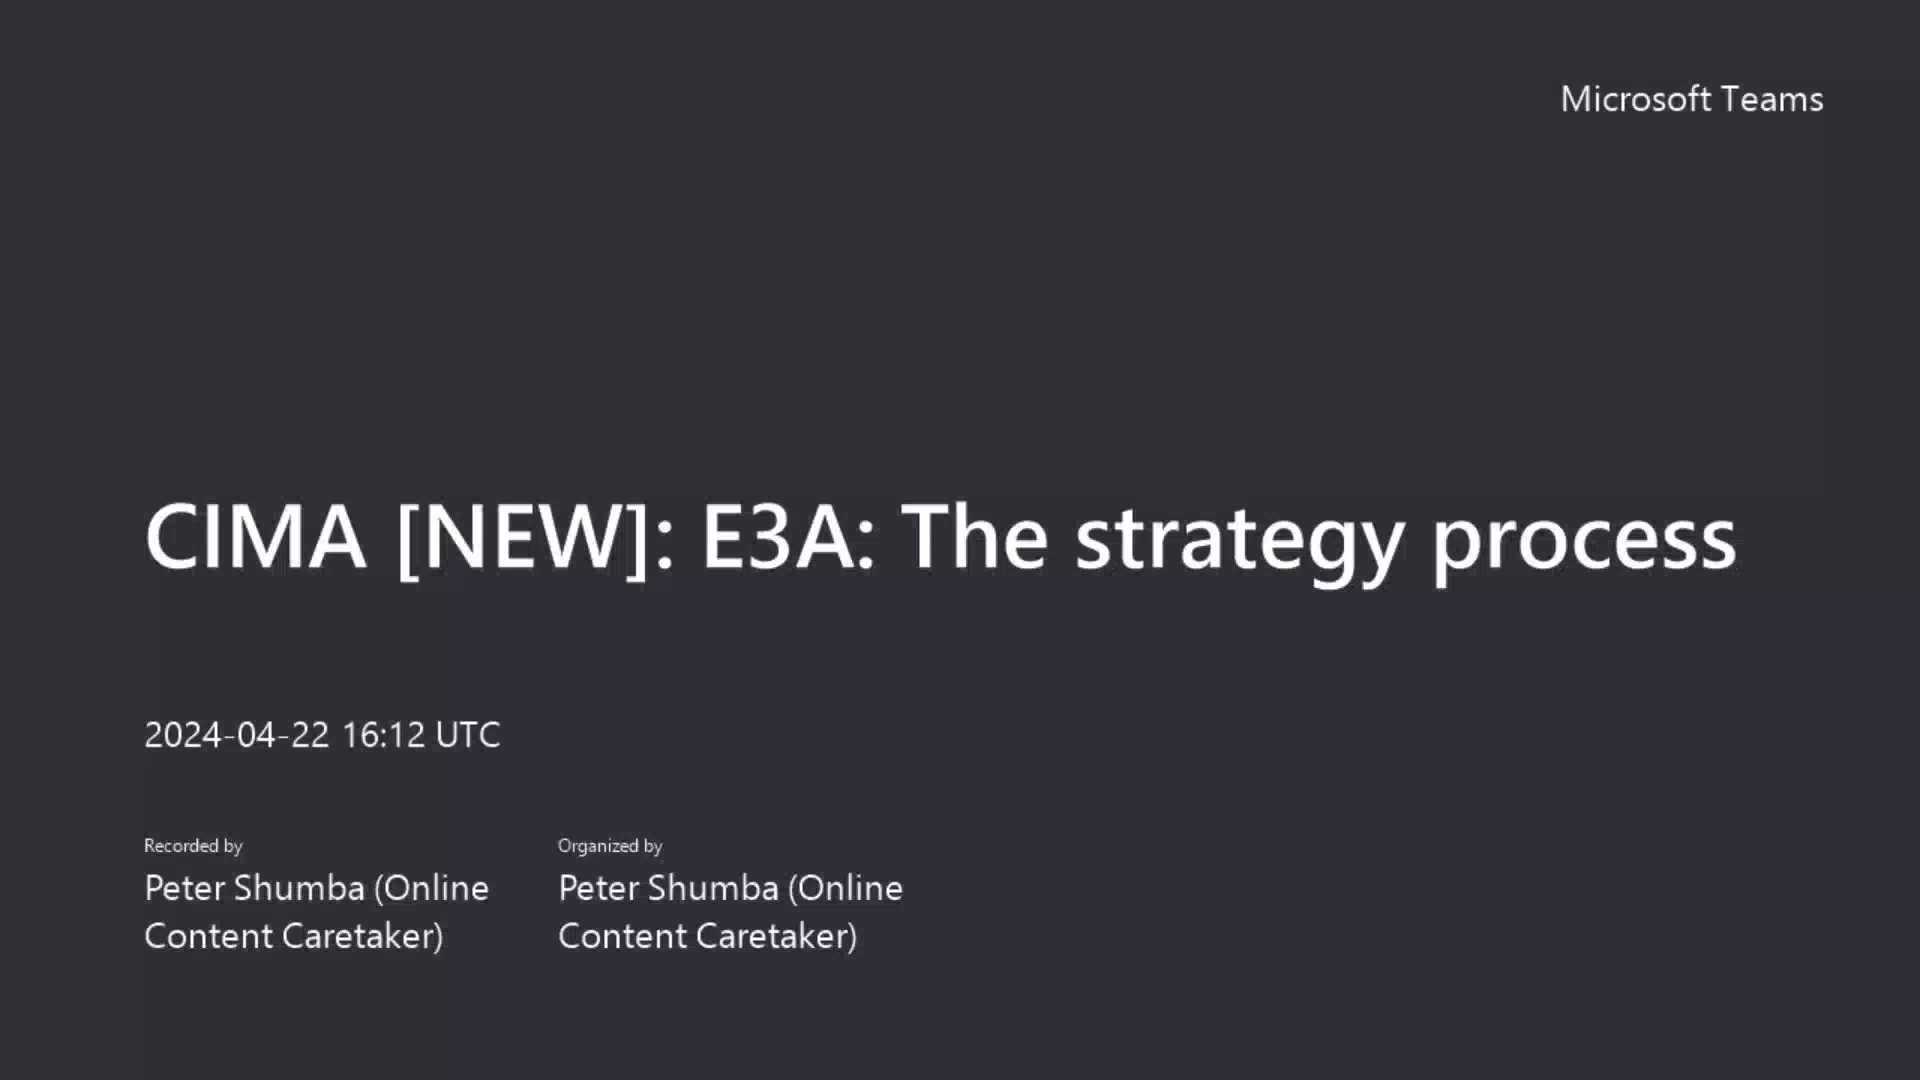 Microsoft Teams
CIMA [NEW]: E3A: The strategy process
2024-04-22 16:12 UTC
Recorded by
Peter Shumba (Online
Content Caretaker)
Organized by
Peter Shumba (Online
Content Caretaker)